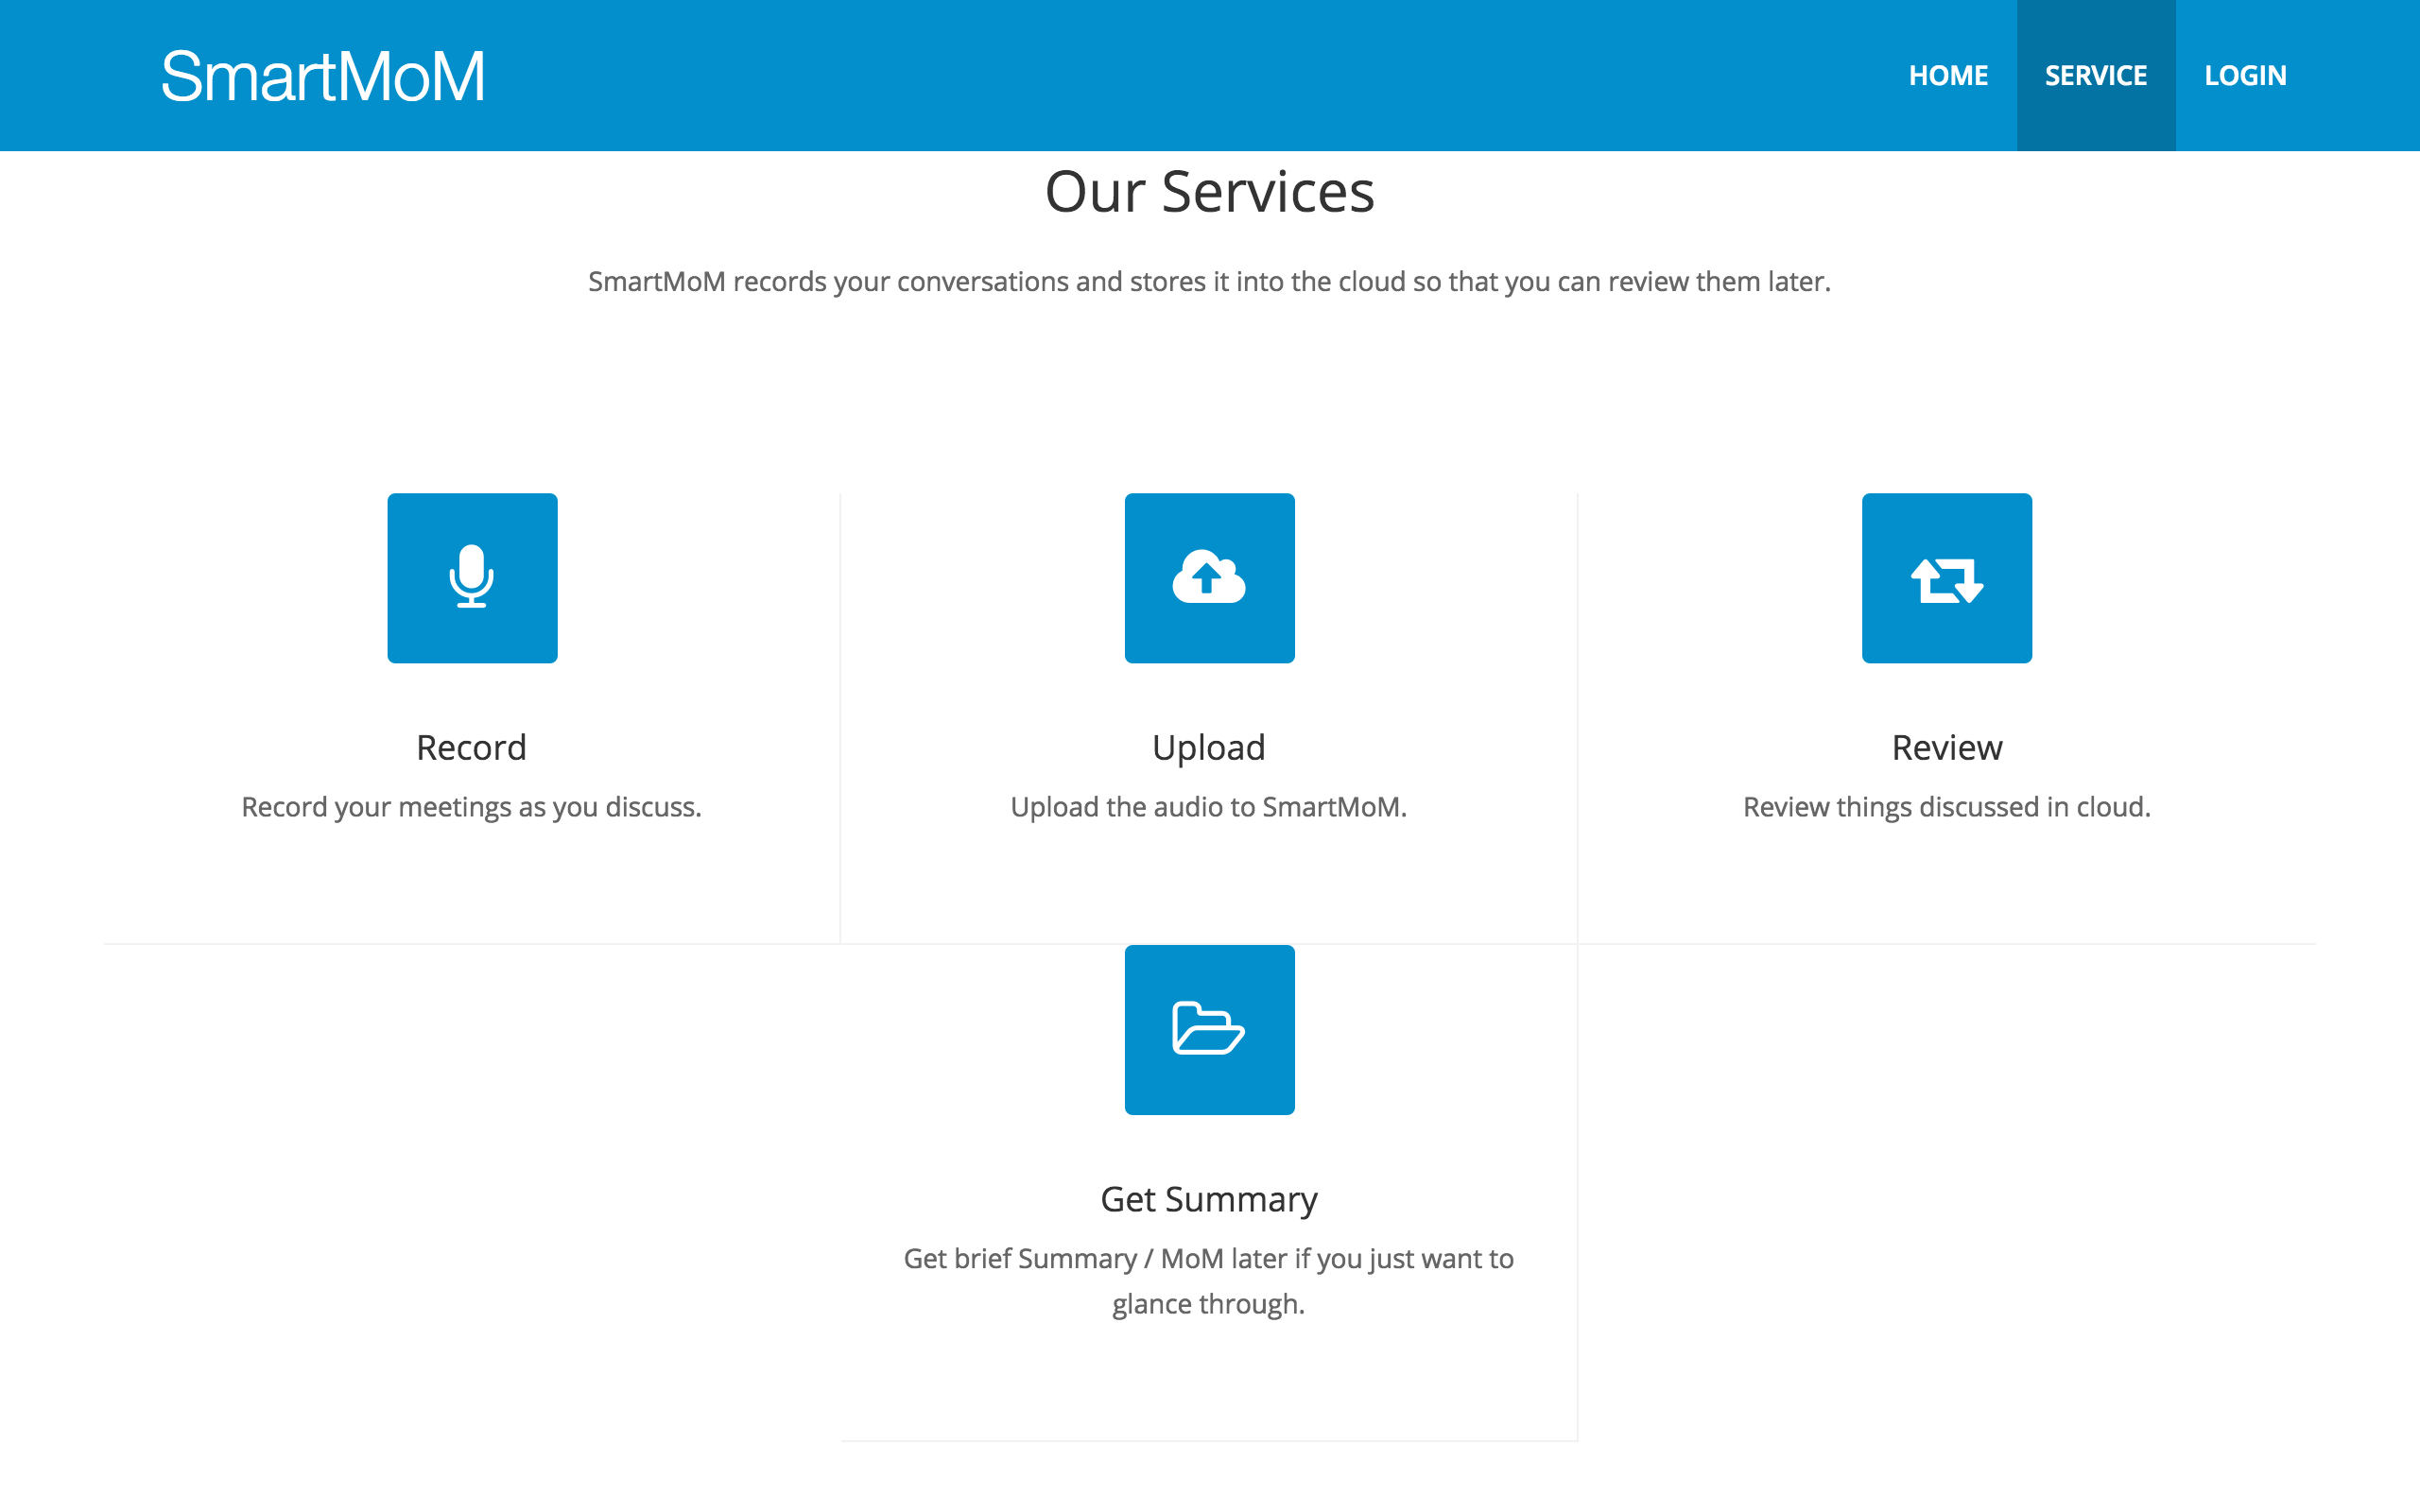 SmartMoM
HOME SERVICE LOGIN
Our Services
SmartMoM records your conversations and stores it into the cloud so that you can review them later.
Record
Record your meetings as you discuss.
Upload
Upload the audio to SmartMoM.
Review
Review things discussed in cloud.
Get Summary
Get brief Summary / MoM later if you just want to
glance through.